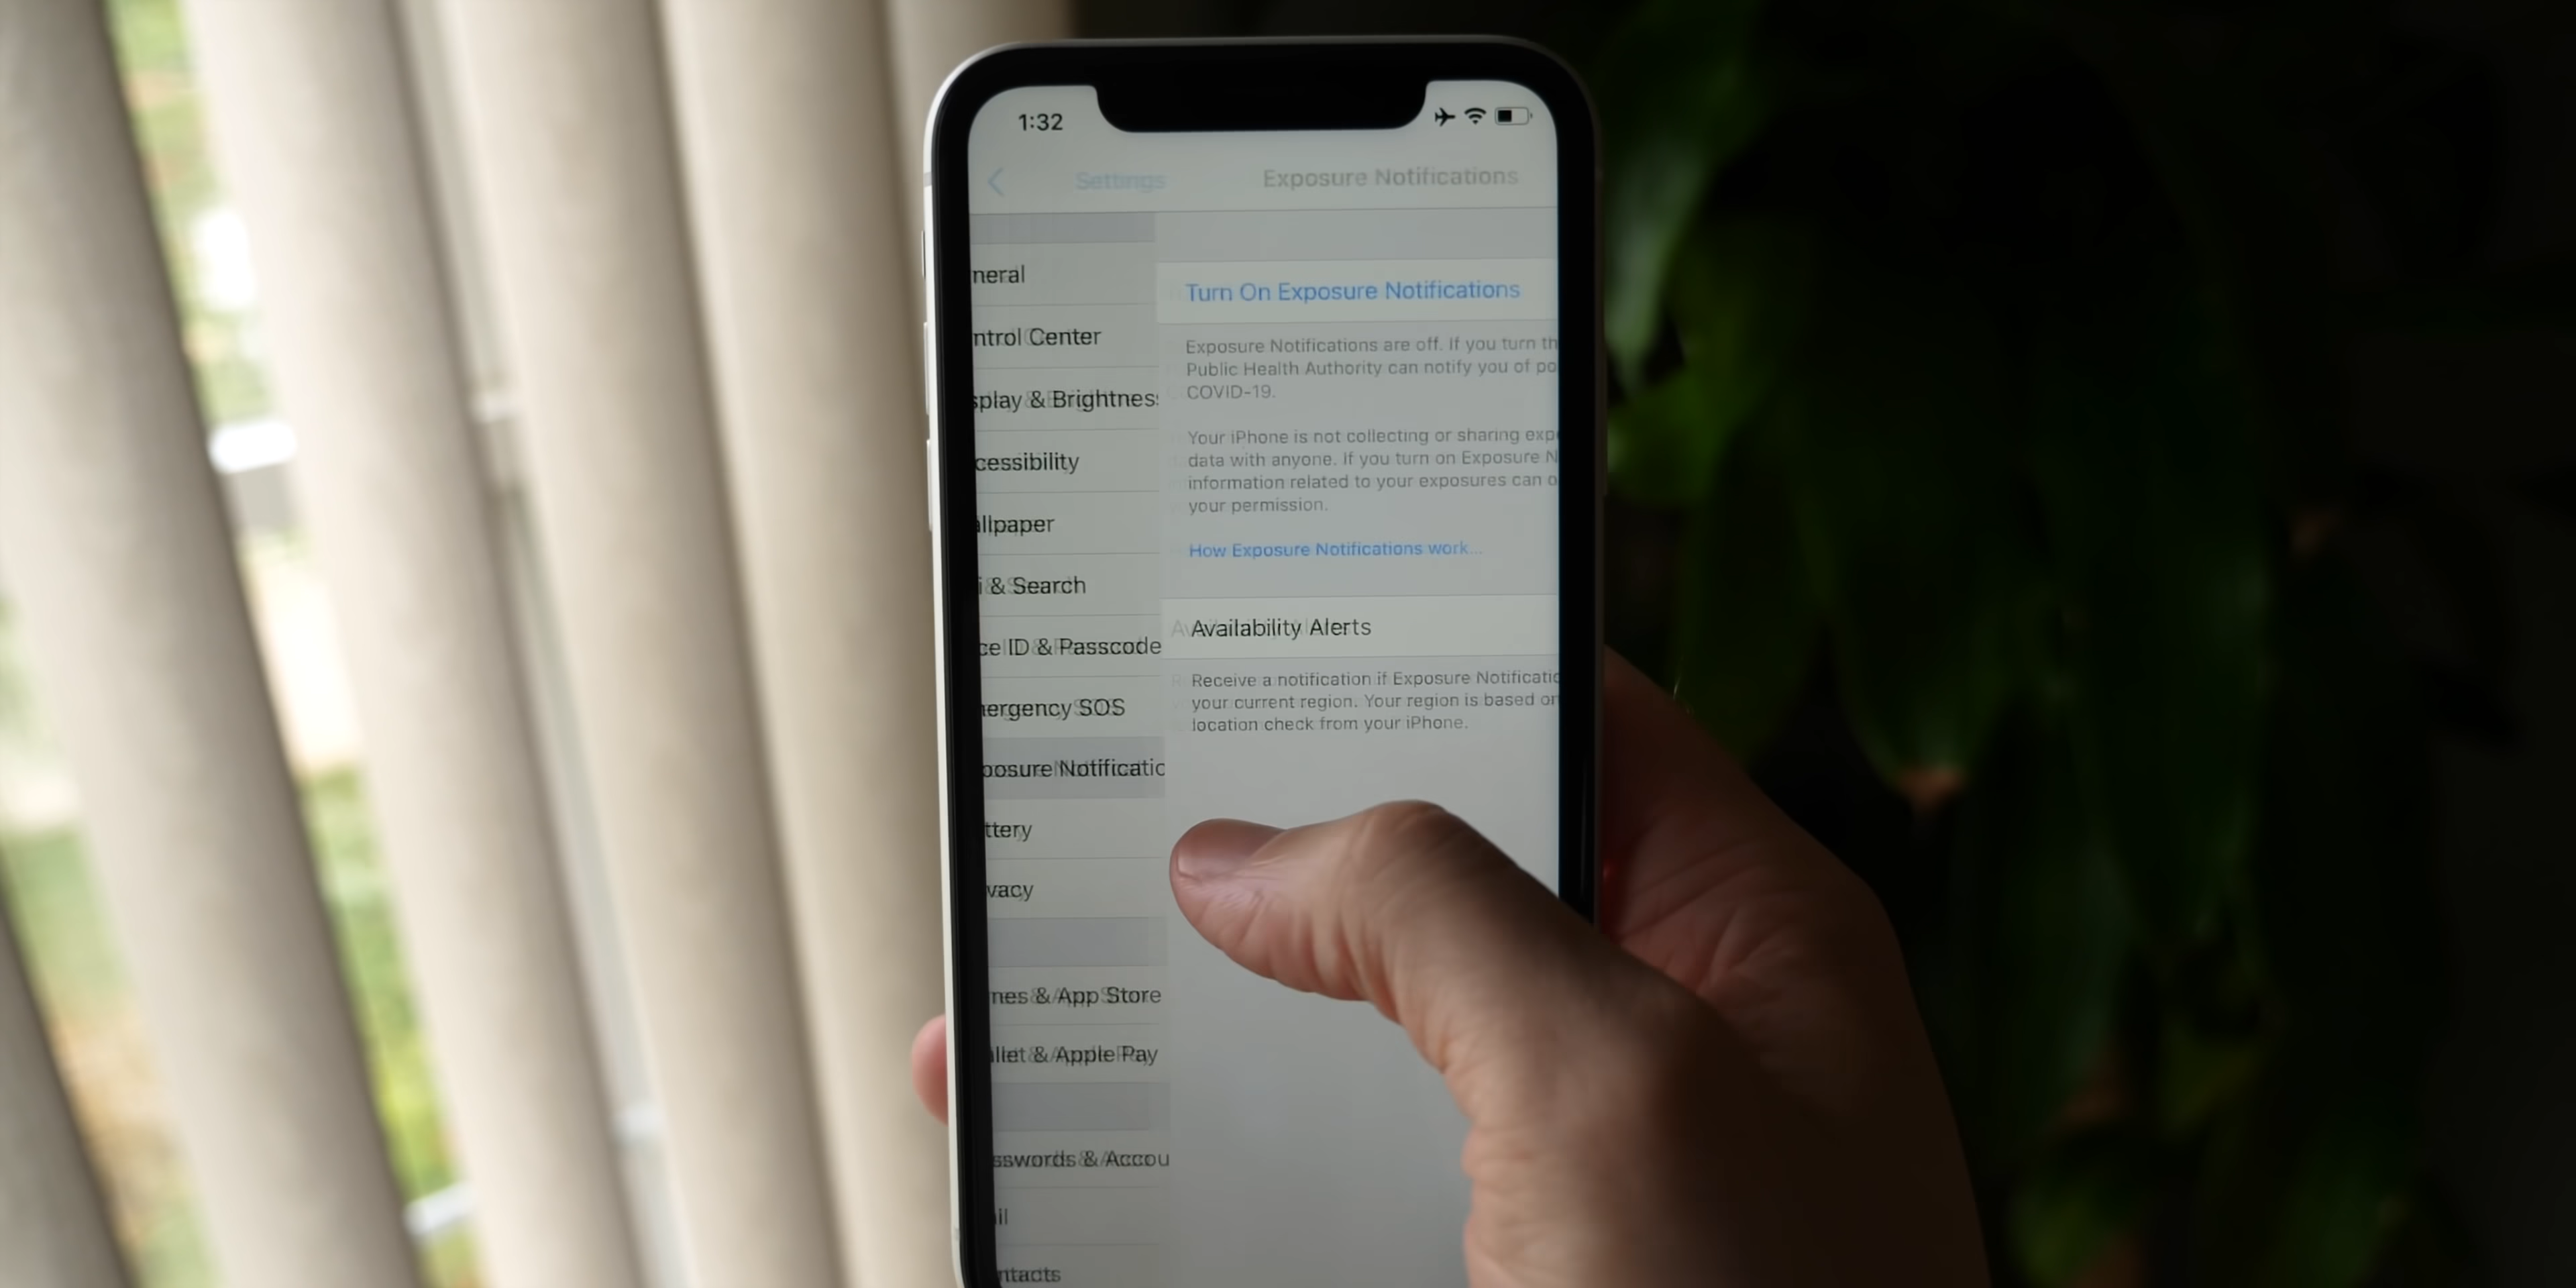 1:32
Settings
Exposure Notifications
neral
ntrol Center
splay & Brightness
cessibility
allpaper
i & Search
ce ID & Passcode
nergency SOS
posure Notificatio
ttery
vacy
nes & App Store
llet & Apple Pay
sswords & Accou
il
ntacts
Turn On Exposure Notifications
Exposure Notifications are off. If you turn th
Public Health Authority can notify you of po
COVID-19.
Your iPhone is not collecting or sharing expo
data with anyone. If you turn on Exposure N
information related to your exposures can o
your permission.
How Exposure Notifications work...
Availability Alerts
Receive a notification if Exposure Notificatio
your current region. Your region is based on
location check from your iPhone.